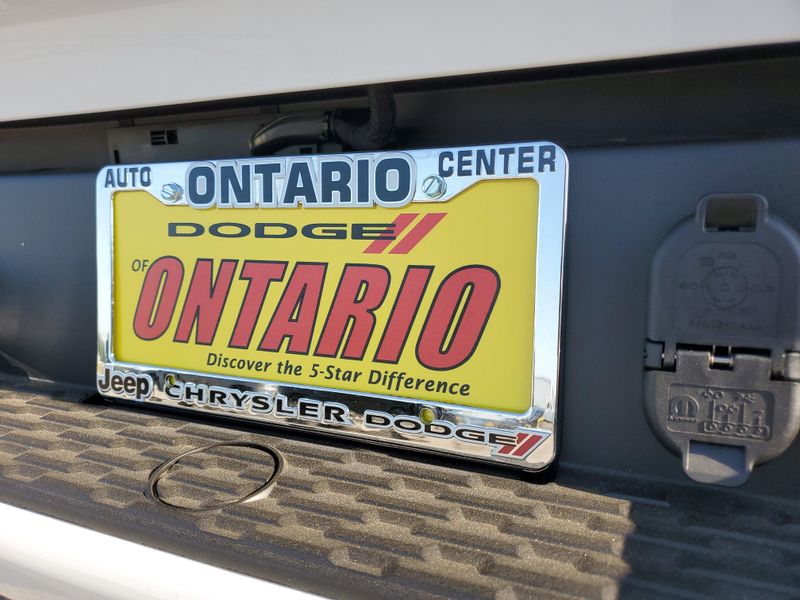 AUTO ONTARIO CENTER
DODGE
OF
ONTARIO
Discover the 5-Star Difference
Jeep CHRYSLER DODGE